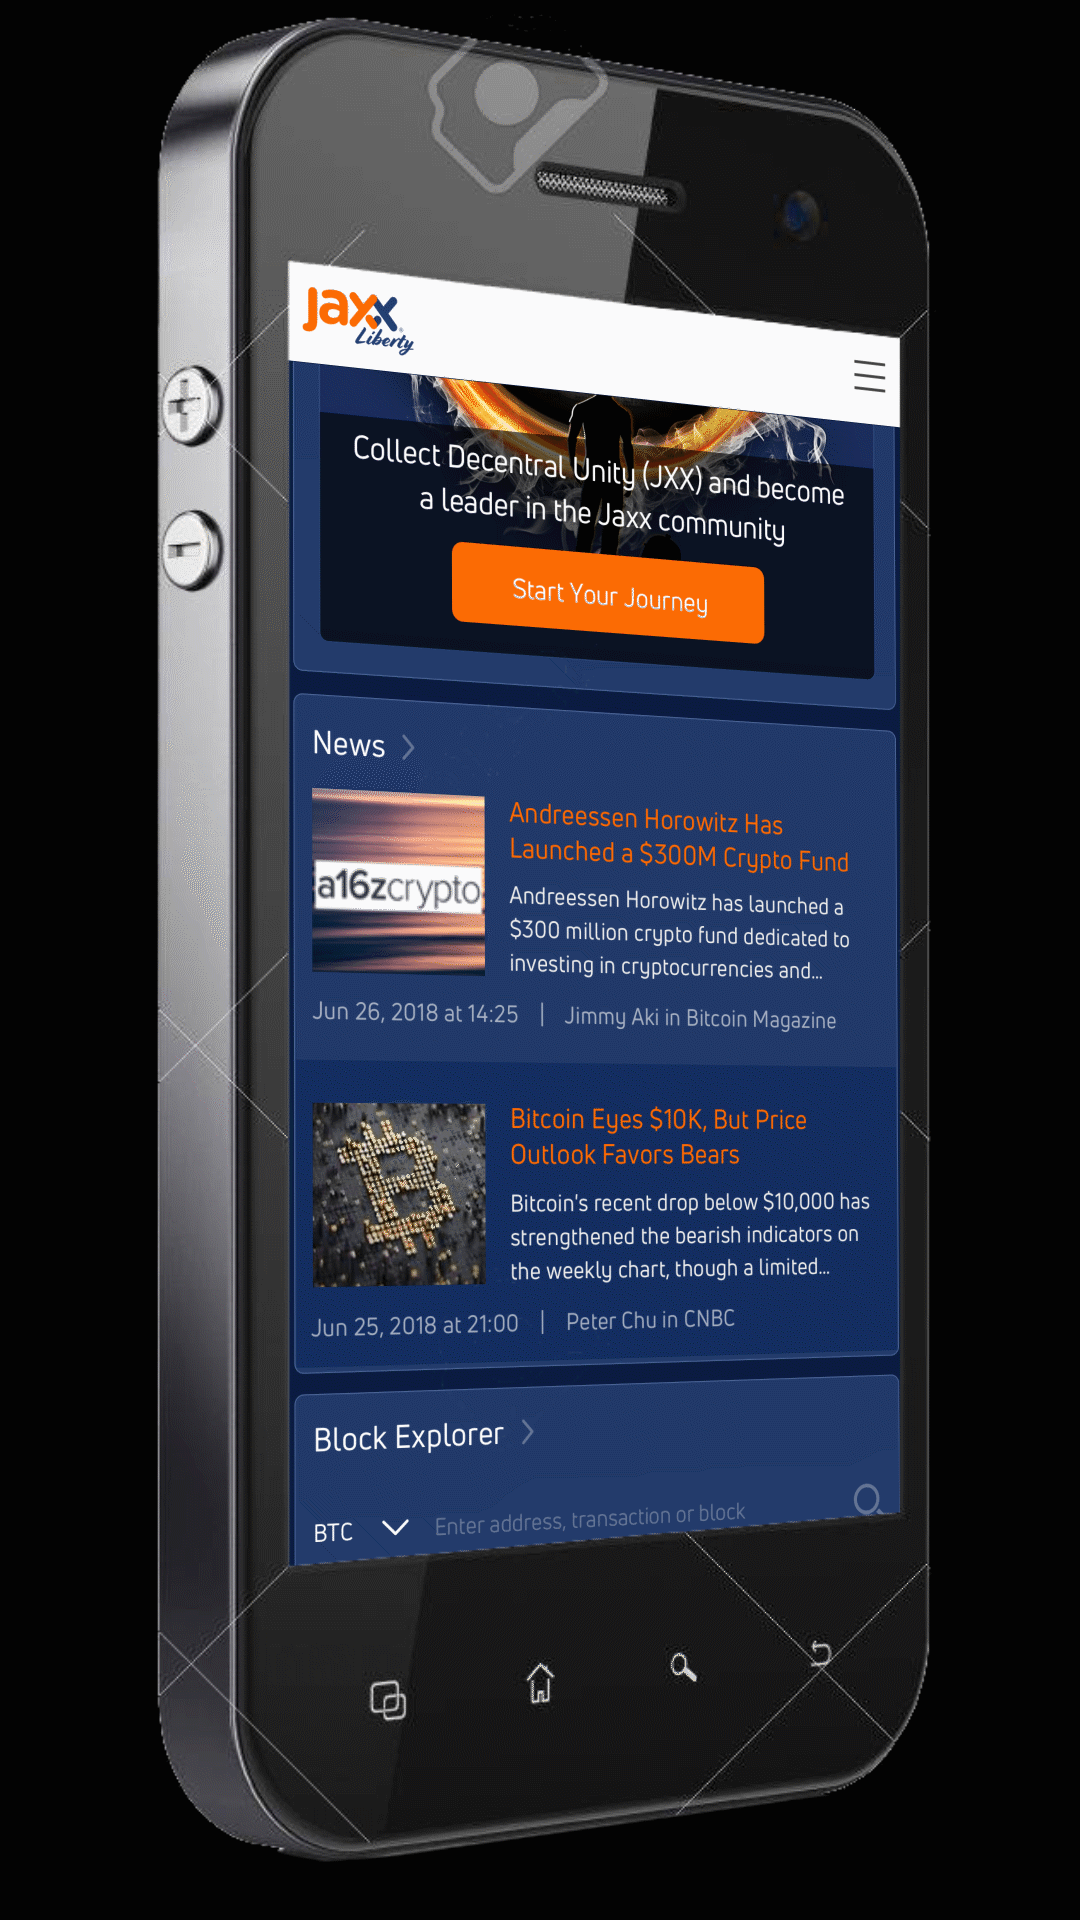 Jaxx
Liberty
Collect Decentral Unity (JXX) and become
a leader in the Jaxx community
Start Your Journey
News
a16zcrypto
Andreessen Horowitz Has
Launched a $300M Crypto Fund
Andreessen Horowitz has launched a
$300 million crypto fund dedicated to
investing in cryptocurrencies and...
Jun 26, 2018 at 14:25 | Jimmy Aki in Bitcoin Magazine
Bitcoin Eyes $10K, But Price
Outlook Favors Bears
Bitcoin's recent drop below $10,000 has
strengthened the bearish indicators on
the weekly chart, though a limited...
Jun 25, 2018 at 21:00 | Peter Chu in CNBC
Block Explorer
BTC Enter address, transaction or block